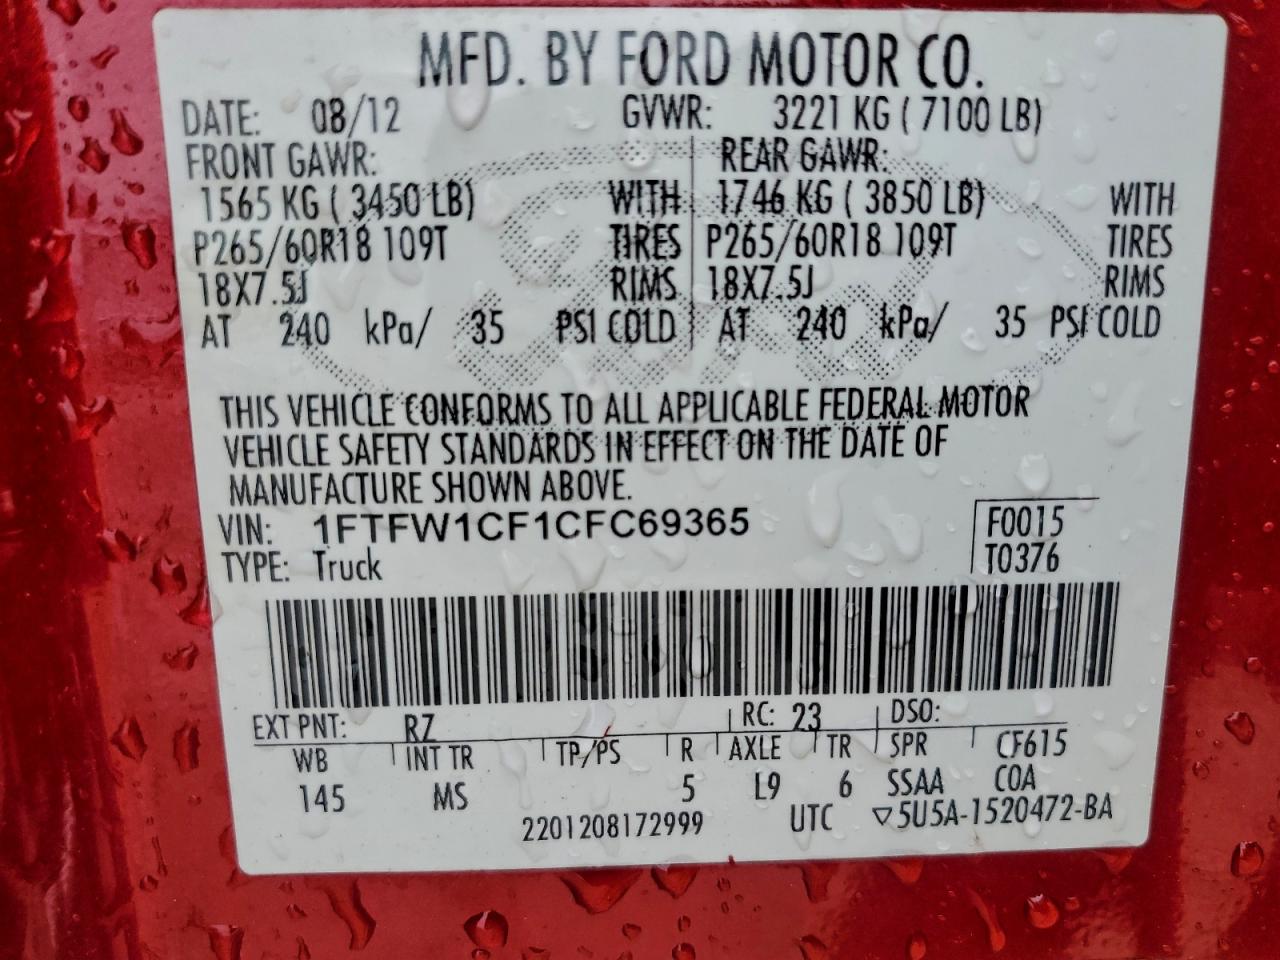 MFD. BY FORD MOTOR CO.
DATE: 08/12 GVWR: 3221 KG ( 7100 LB)
FRONT GAWR: REAR GAWR:
1565 KG ( 3450 LB) WITH 1746 KG ( 3850 LB) WITH
P265/60R18 109T TIRES P265/60R18 109T TIRES
18X7.5J RIMS 18X7.5J RIMS
AT 240 kPa/ 35 PSI COLD AT 240 kPa/ 35 PSI COLD
THIS VEHICLE CONFORMS TO ALL APPLICABLE FEDERAL MOTOR
VEHICLE SAFETY STANDARDS IN EFFECT ON THE DATE OF
MANUFACTURE SHOWN ABOVE.
VIN: 1FTFW1CF1CFC69365 F0015
TYPE: Truck T0376
EXT PNT: RZ RC: 23 DSO:
WB INT TR TP/PS R AXLE TR SPR CF615
145 MS 5 L9 6 SSAA COA
2201208172999 UTC ▽5U5A-1520472-BA